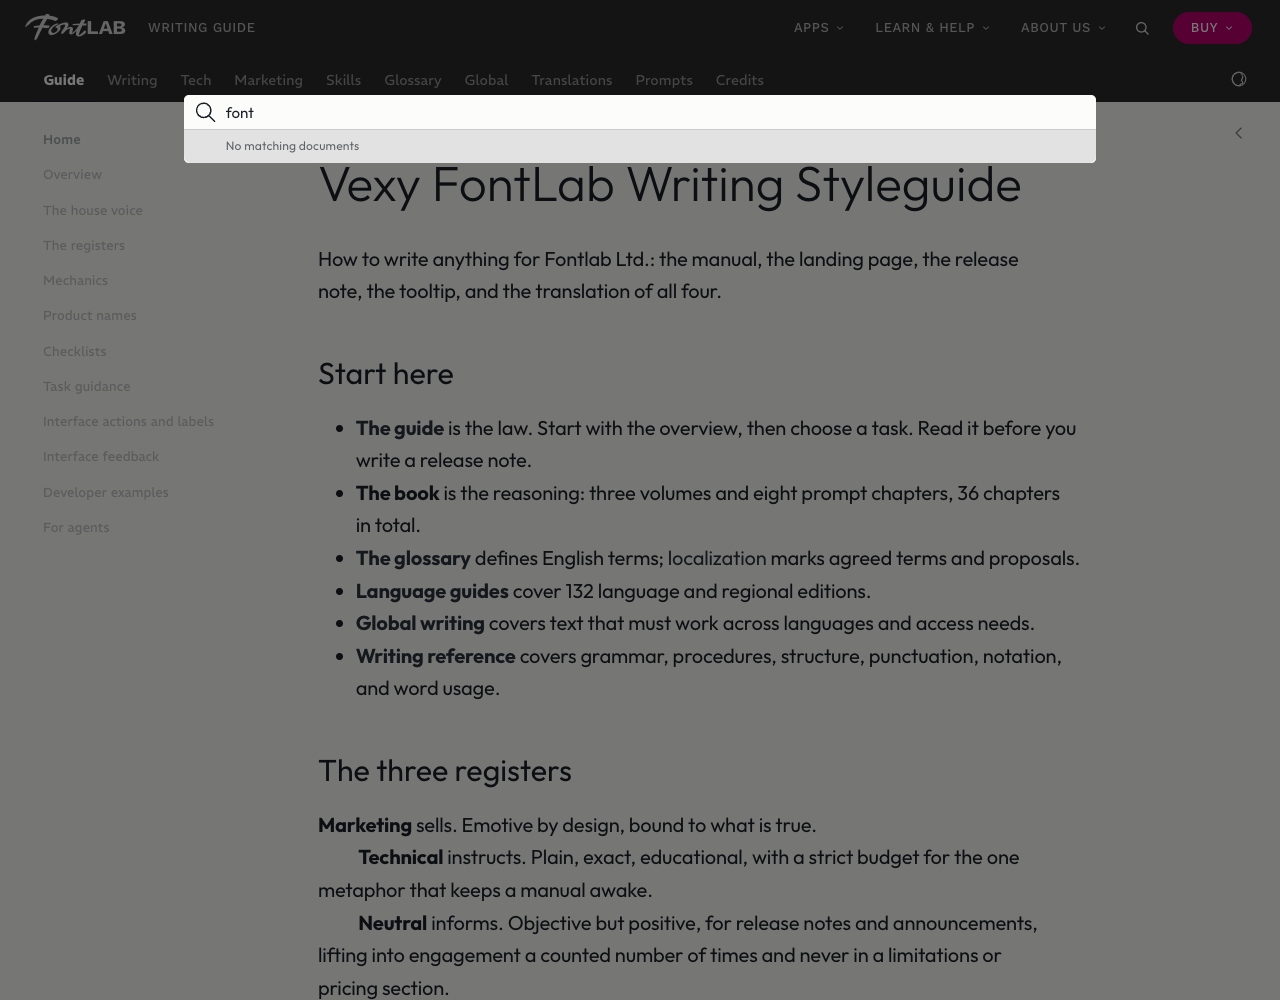 FontLAB WRITING GUIDE APPS LEARN & HELP ABOUT US BUY
Guide Writing Tech Marketing Skills Glossary Global Translations Prompts Credits
font
No matching documents
Home
Overview
The house voice
The registers
Mechanics
Product names
Checklists
Task guidance
Interface actions and labels
Interface feedback
Developer examples
For agents
Vexy FontLab Writing Styleguide
How to write anything for Fontlab Ltd.: the manual, the landing page, the release
note, the tooltip, and the translation of all four.
Start here
The guide is the law. Start with the overview, then choose a task. Read it before you
write a release note.
The book is the reasoning: three volumes and eight prompt chapters, 36 chapters
in total.
The glossary defines English terms; localization marks agreed terms and proposals.
Language guides cover 132 language and regional editions.
Global writing covers text that must work across languages and access needs.
Writing reference covers grammar, procedures, structure, punctuation, notation,
and word usage.
The three registers
Marketing sells. Emotive by design, bound to what is true.
Technical instructs. Plain, exact, educational, with a strict budget for the one
metaphor that keeps a manual awake.
Neutral informs. Objective but positive, for release notes and announcements,
lifting into engagement a counted number of times and never in a limitations or
pricing section.